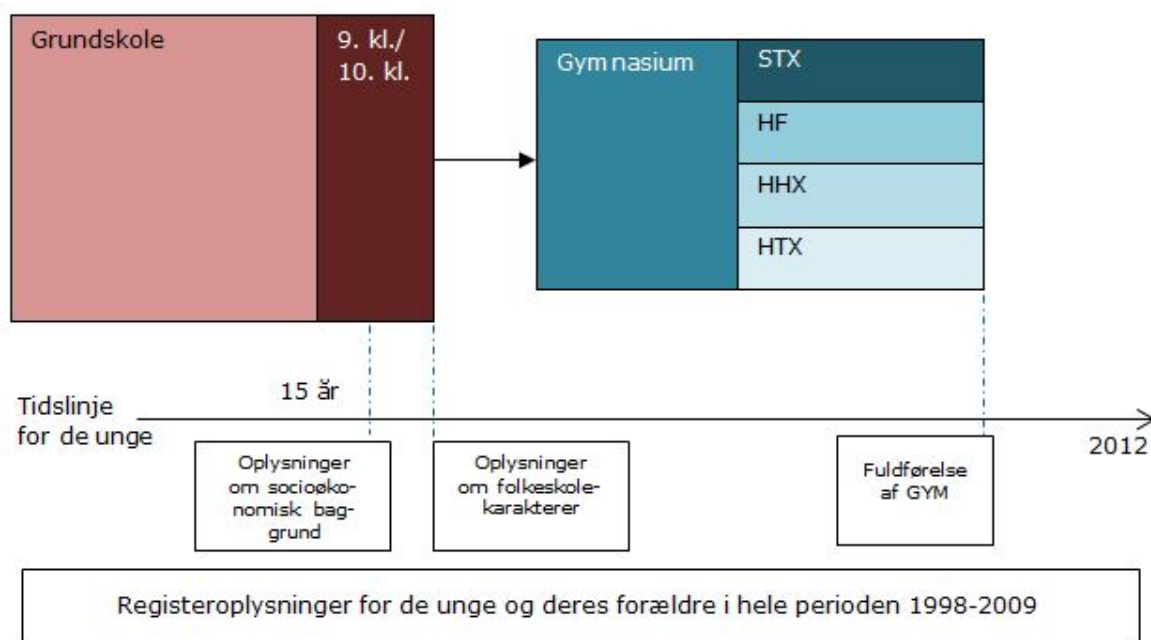 Grundskole
9. kl./
10. kl.
Gymnasium
STX
HF
HHX
HTX
15 år
Tidslinje
for de unge
2012
Oplysninger
om socioøko-
nomisk bag-
grund
Oplysninger
om folkeskole-
karakterer
Fuldførelse
af GYM
Registeroplysninger for de unge og deres forældre i hele perioden 1998-2009